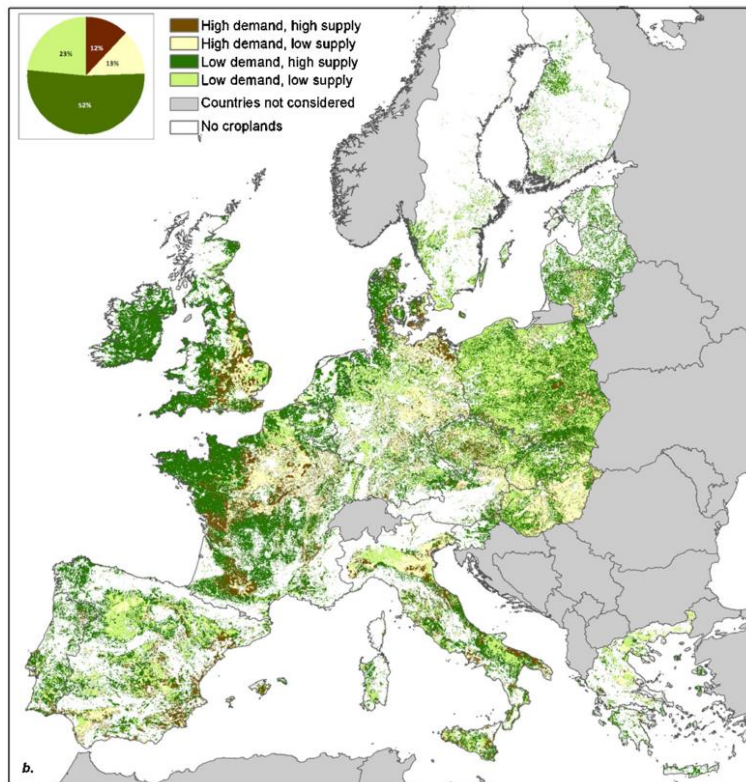 23%
12%
13%
52%
High demand, high supply
High demand, low supply
Low demand, high supply
Low demand, low supply
Countries not considered
No croplands
b.